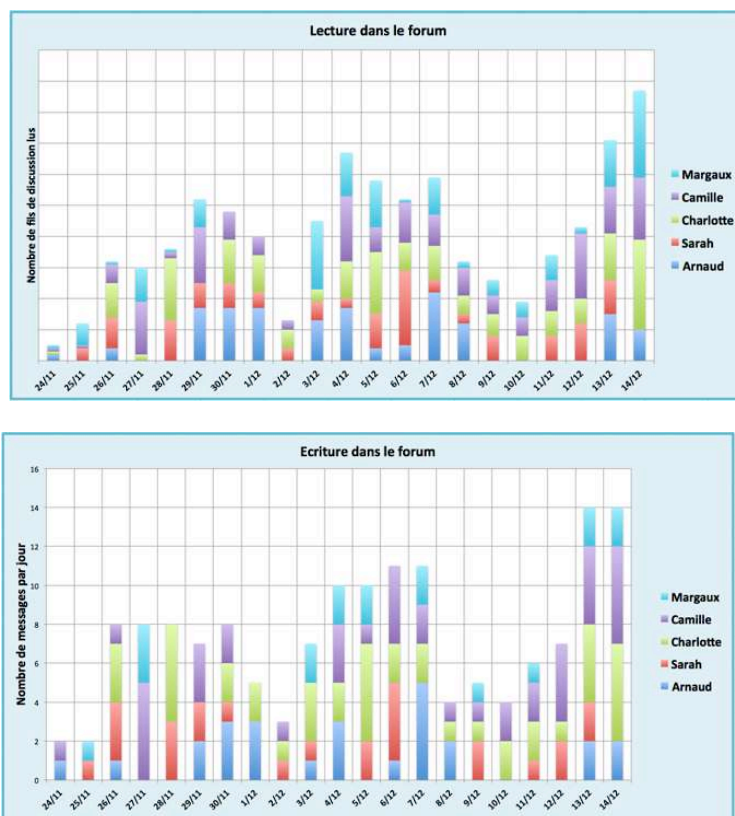 Lecture dans le forum
Nombre de fils de discussion lus
Margaux
Camille
Charlotte
Sarah
Arnaud
24/11 25/11 26/11 27/11 28/11 29/11 30/11 1/12 2/12 3/12 4/12 5/12 6/12 7/12 8/12 9/12 10/12 11/12 12/12 13/12 14/12
Ecriture dans le forum
Nombre de messages par jour
16
14
12
10
8
6
4
2
0
Margaux
Camille
Charlotte
Sarah
Arnaud
24/11 25/11 26/11 27/11 28/11 29/11 30/11 1/12 2/12 3/12 4/12 5/12 6/12 7/12 8/12 9/12 10/12 11/12 12/12 13/12 14/12